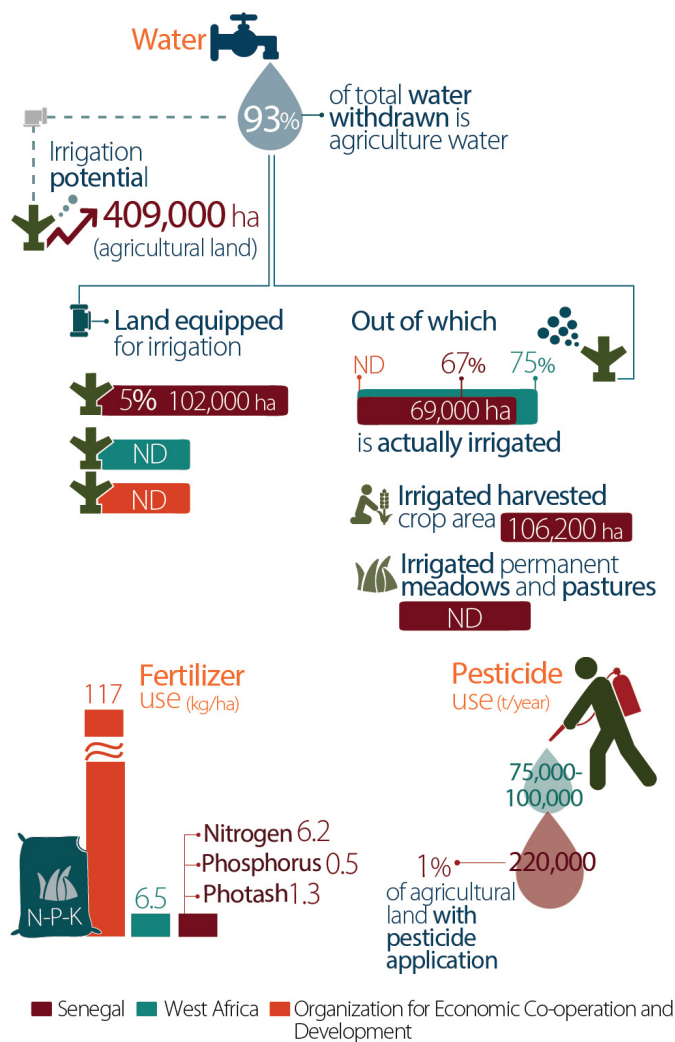 Water
93%
of total water
withdrawn is
agriculture water
Irrigation
potential
409,000 ha
(agricultural land)
Land equipped
for irrigation
5% 102,000 ha
ND
ND
Out of which
ND 67% 75%
69,000 ha
is actually irrigated
Irrigated harvested
crop area 106,200 ha
Irrigated permanent
meadows and pastures
ND
Fertilizer
use (kg/ha)
117
N-P-K
6.5
Nitrogen 6.2
Phosphorus 0.5
Photash 1.3
Pesticide
use (t/year)
75,000-
100,000
220,000
1%
of agricultural
land with
pesticide
application
Senegal West Africa Organization for Economic Co-operation and
Development